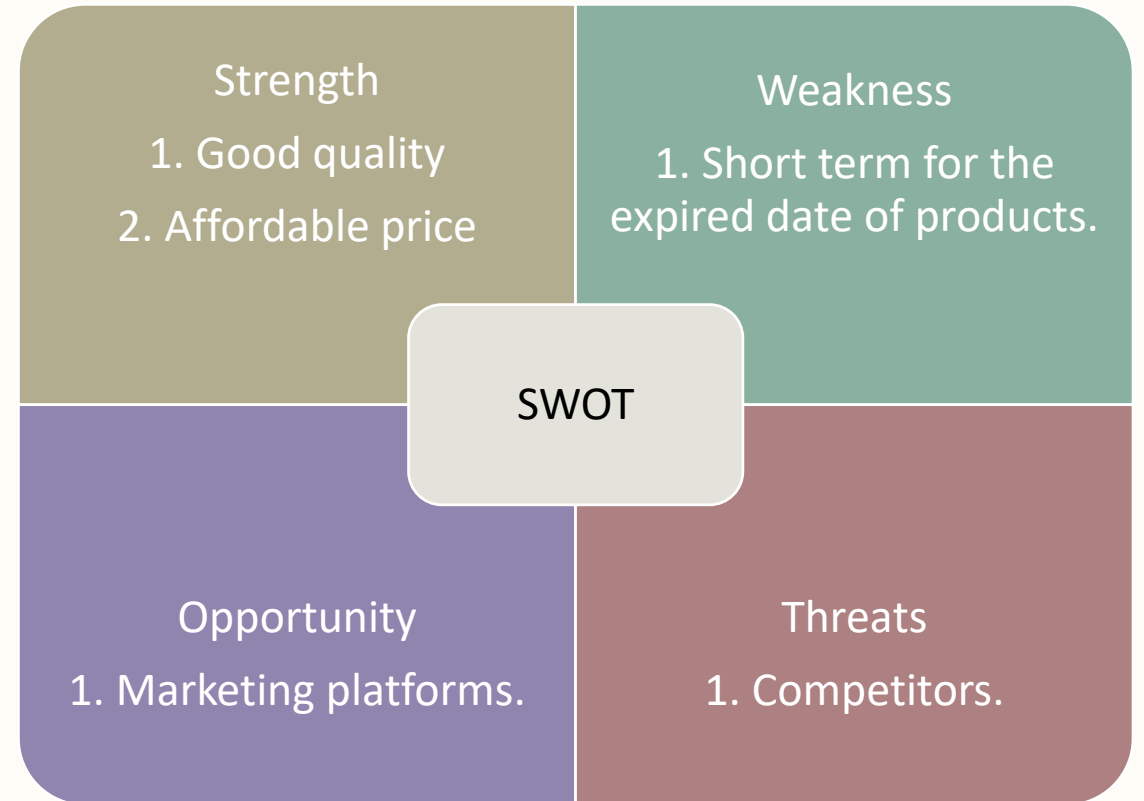 Strength
1. Good quality
2. Affordable price
Weakness
1. Short term for the
expired date of products.
SWOT
Opportunity
1. Marketing platforms.
Threats
1. Competitors.